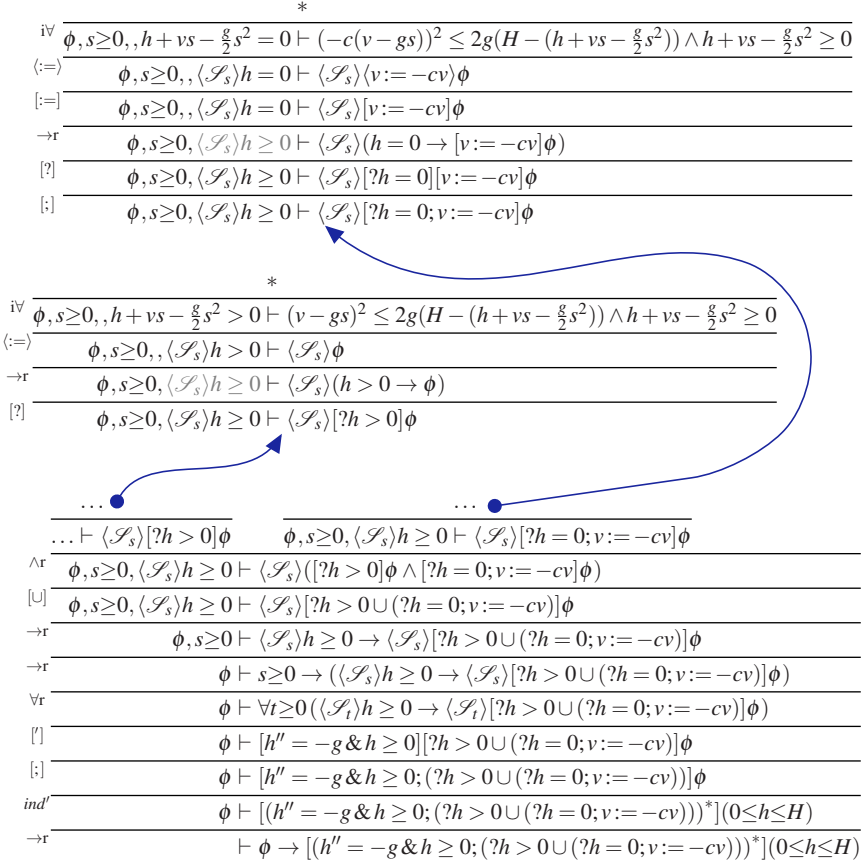 *
i∀ ϕ, s≥0, , h + vs − g/2 s² = 0 ⊢ (−c(v − gs))² ≤ 2g(H − (h + vs − g/2 s²)) ∧ h + vs − g/2 s² ≥ 0
⟨:=⟩ ϕ, s≥0, , ⟨𝒮ₛ⟩h = 0 ⊢ ⟨𝒮ₛ⟩⟨v := −cv⟩ϕ
[:=] ϕ, s≥0, , ⟨𝒮ₛ⟩h = 0 ⊢ ⟨𝒮ₛ⟩[v := −cv]ϕ
→r ϕ, s≥0, ⟨𝒮ₛ⟩h ≥ 0 ⊢ ⟨𝒮ₛ⟩(h = 0 → [v := −cv]ϕ)
[?] ϕ, s≥0, ⟨𝒮ₛ⟩h ≥ 0 ⊢ ⟨𝒮ₛ⟩[?h = 0][v := −cv]ϕ
[;] ϕ, s≥0, ⟨𝒮ₛ⟩h ≥ 0 ⊢ ⟨𝒮ₛ⟩[?h = 0; v := −cv]ϕ
*
i∀ ϕ, s≥0, , h + vs − g/2 s² > 0 ⊢ (v − gs)² ≤ 2g(H − (h + vs − g/2 s²)) ∧ h + vs − g/2 s² ≥ 0
⟨:=⟩ ϕ, s≥0, , ⟨𝒮ₛ⟩h > 0 ⊢ ⟨𝒮ₛ⟩ϕ
→r ϕ, s≥0, ⟨𝒮ₛ⟩h ≥ 0 ⊢ ⟨𝒮ₛ⟩(h > 0 → ϕ)
[?] ϕ, s≥0, ⟨𝒮ₛ⟩h ≥ 0 ⊢ ⟨𝒮ₛ⟩[?h > 0]ϕ
… …
… ⊢ ⟨𝒮ₛ⟩[?h > 0]ϕ ϕ, s≥0, ⟨𝒮ₛ⟩h ≥ 0 ⊢ ⟨𝒮ₛ⟩[?h = 0; v := −cv]ϕ
∧r ϕ, s≥0, ⟨𝒮ₛ⟩h ≥ 0 ⊢ ⟨𝒮ₛ⟩([?h > 0]ϕ ∧ [?h = 0; v := −cv]ϕ)
[∪] ϕ, s≥0, ⟨𝒮ₛ⟩h ≥ 0 ⊢ ⟨𝒮ₛ⟩[?h > 0 ∪ (?h = 0; v := −cv)]ϕ
→r ϕ, s≥0 ⊢ ⟨𝒮ₛ⟩h ≥ 0 → ⟨𝒮ₛ⟩[?h > 0 ∪ (?h = 0; v := −cv)]ϕ
→r ϕ ⊢ s≥0 → (⟨𝒮ₛ⟩h ≥ 0 → ⟨𝒮ₛ⟩[?h > 0 ∪ (?h = 0; v := −cv)]ϕ)
∀r ϕ ⊢ ∀t≥0(⟨𝒮ₜ⟩h ≥ 0 → ⟨𝒮ₜ⟩[?h > 0 ∪ (?h = 0; v := −cv)]ϕ)
['] ϕ ⊢ [h″ = −g & h ≥ 0][?h > 0 ∪ (?h = 0; v := −cv)]ϕ
[;] ϕ ⊢ [h″ = −g & h ≥ 0; (?h > 0 ∪ (?h = 0; v := −cv))]ϕ
ind′ ϕ ⊢ [(h″ = −g & h ≥ 0; (?h > 0 ∪ (?h = 0; v := −cv)))*](0≤h≤H)
→r ⊢ ϕ → [(h″ = −g & h ≥ 0; (?h > 0 ∪ (?h = 0; v := −cv)))*](0≤h≤H)